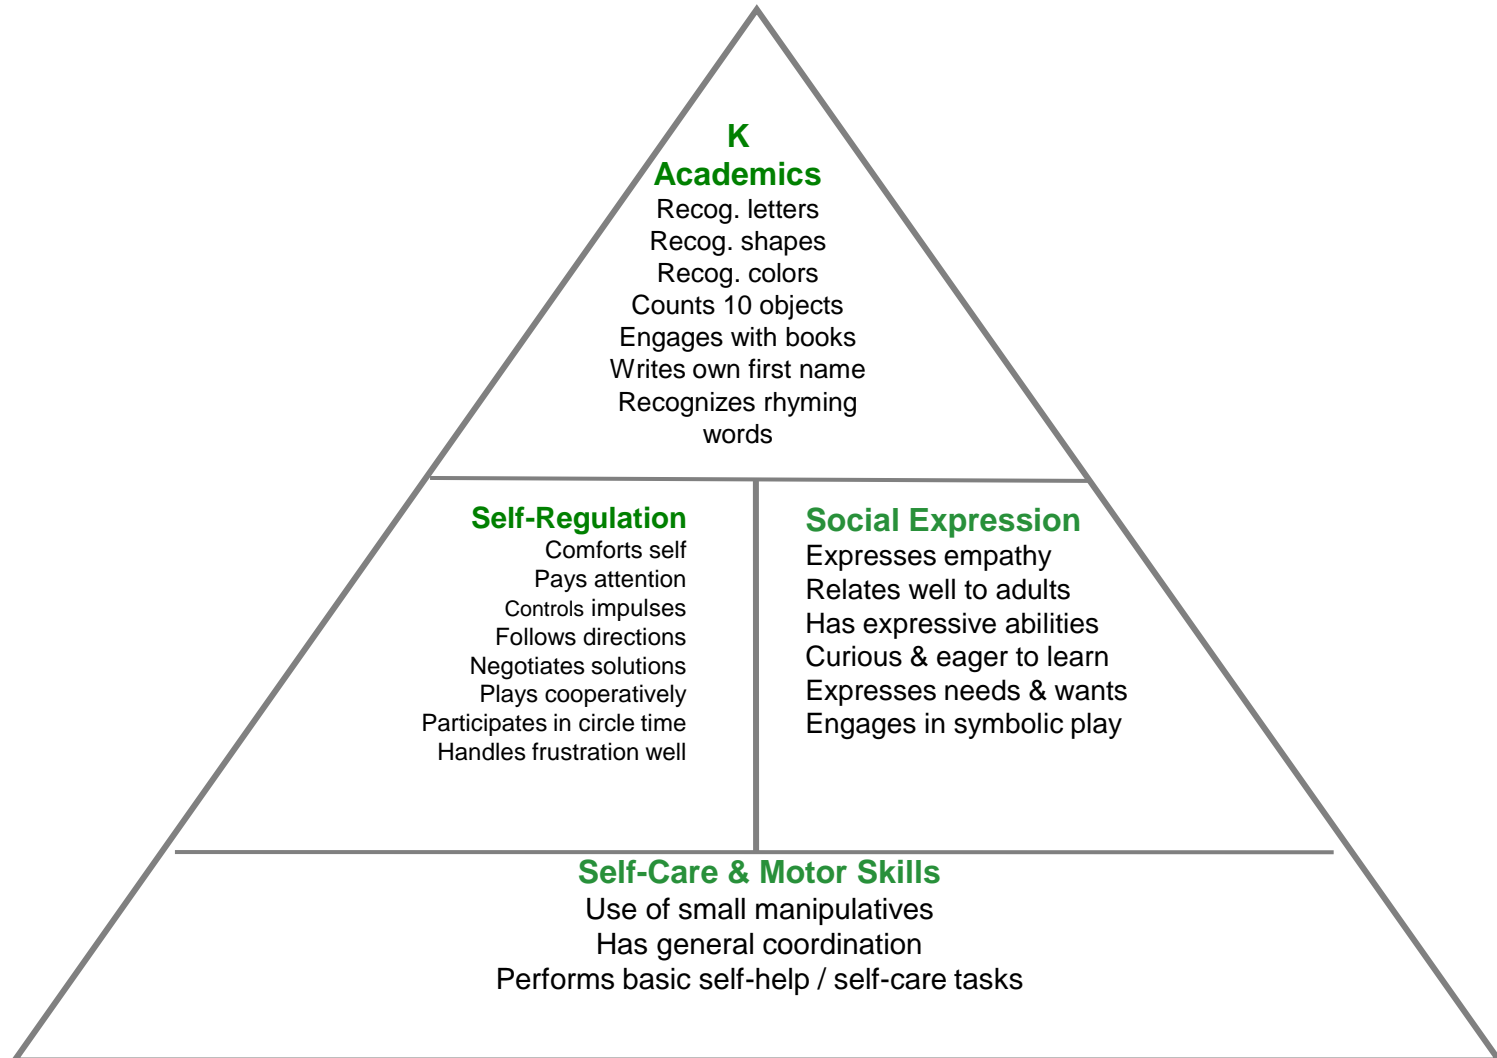 K
Academics
Recog. letters
Recog. shapes
Recog. colors
Counts 10 objects
Engages with books
Writes own first name
Recognizes rhyming
words
Self-Regulation
Comforts self
Pays attention
Controls impulses
Follows directions
Negotiates solutions
Plays cooperatively
Participates in circle time
Handles frustration well
Social Expression
Expresses empathy
Relates well to adults
Has expressive abilities
Curious & eager to learn
Expresses needs & wants
Engages in symbolic play
Self-Care & Motor Skills
Use of small manipulatives
Has general coordination
Performs basic self-help / self-care tasks